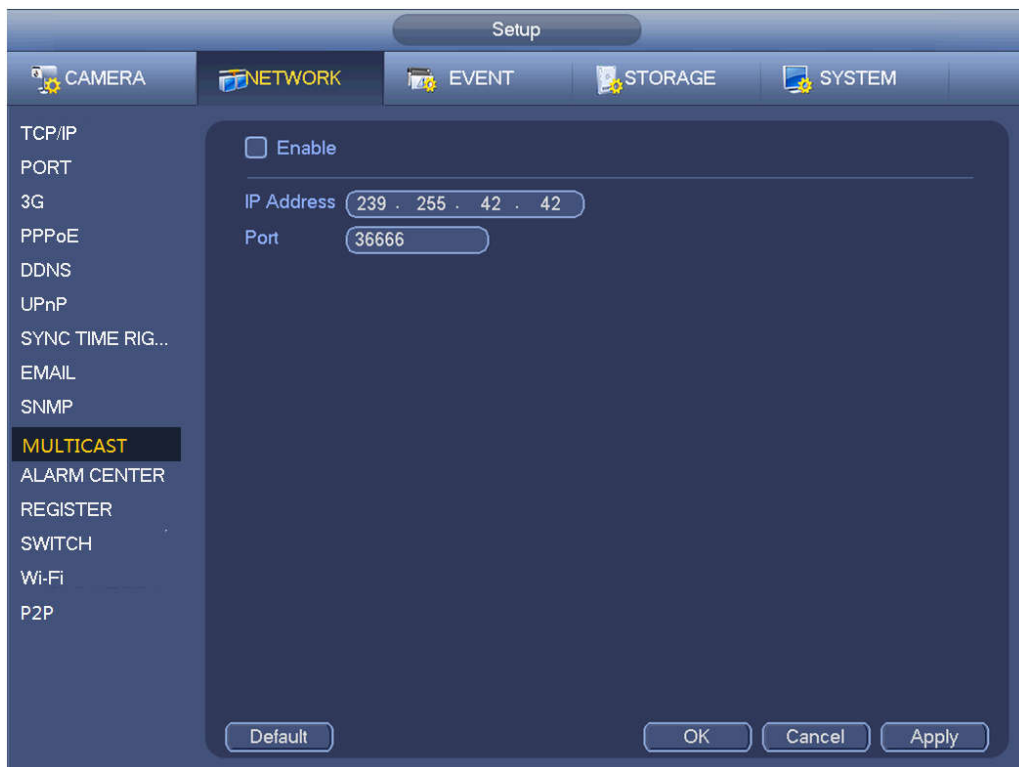 Setup
CAMERA NETWORK EVENT STORAGE SYSTEM
TCP/IP
PORT
3G
PPPoE
DDNS
UPnP
SYNC TIME RIG...
EMAIL
SNMP
MULTICAST
ALARM CENTER
REGISTER
SWITCH
Wi-Fi
P2P
Enable
IP Address 239 . 255 . 42 . 42
Port 36666
Default OK Cancel Apply